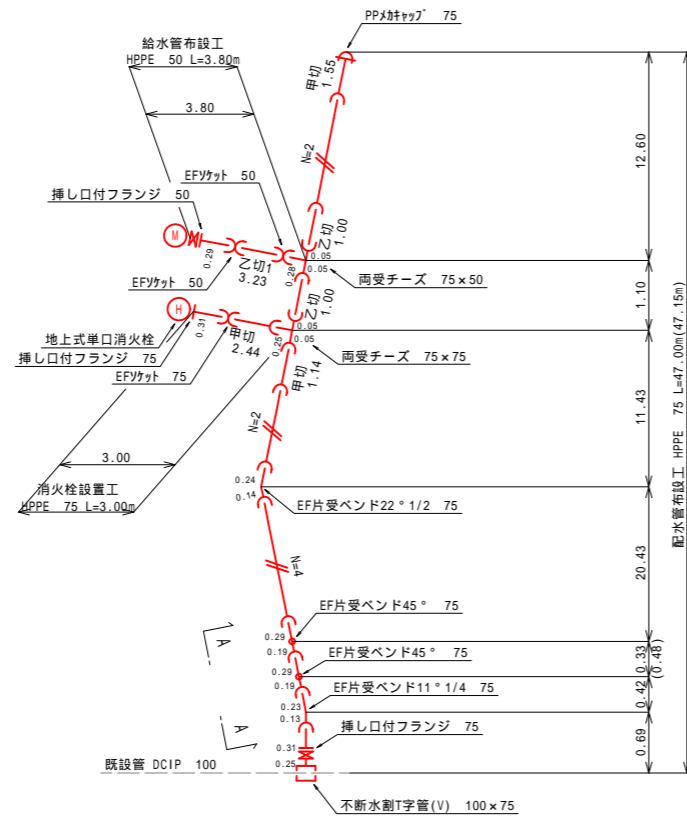 PPメカキャップ 75
給水管布設工
HPPE 50 L=3.80m
3.80
甲切
1.55
12.60
N=2
EFソケット 50
挿し口付フランジ 50
M
0.29
乙切1
3.23
EFソケット 50
0.28
乙切
1.00
0.05
0.05
両受チーズ 75×50
1.10
H
地上式単口消火栓
0.31
挿し口付フランジ 75
EFソケット 75
甲切
2.44
0.25
乙切
1.00
0.05
0.05
両受チーズ 75×75
甲切
1.14
11.43
N=2
3.00
消火栓設置工
HPPE 75 L=3.00m
0.24
0.14
EF片受ベンド22°1/2 75
配水管布設工 HPPE 75 L=47.00m(47.15m)
20.43
N=4
EF片受ベンド45° 75
0.29
0.19
0.33
(0.48)
A
EF片受ベンド45° 75
0.29
0.19
0.42
EF片受ベンド11°1/4 75
0.23
0.13
A
挿し口付フランジ 75
0.31
0.25
0.69
既設管 DCIP 100
不断水割T字管(V) 100×75